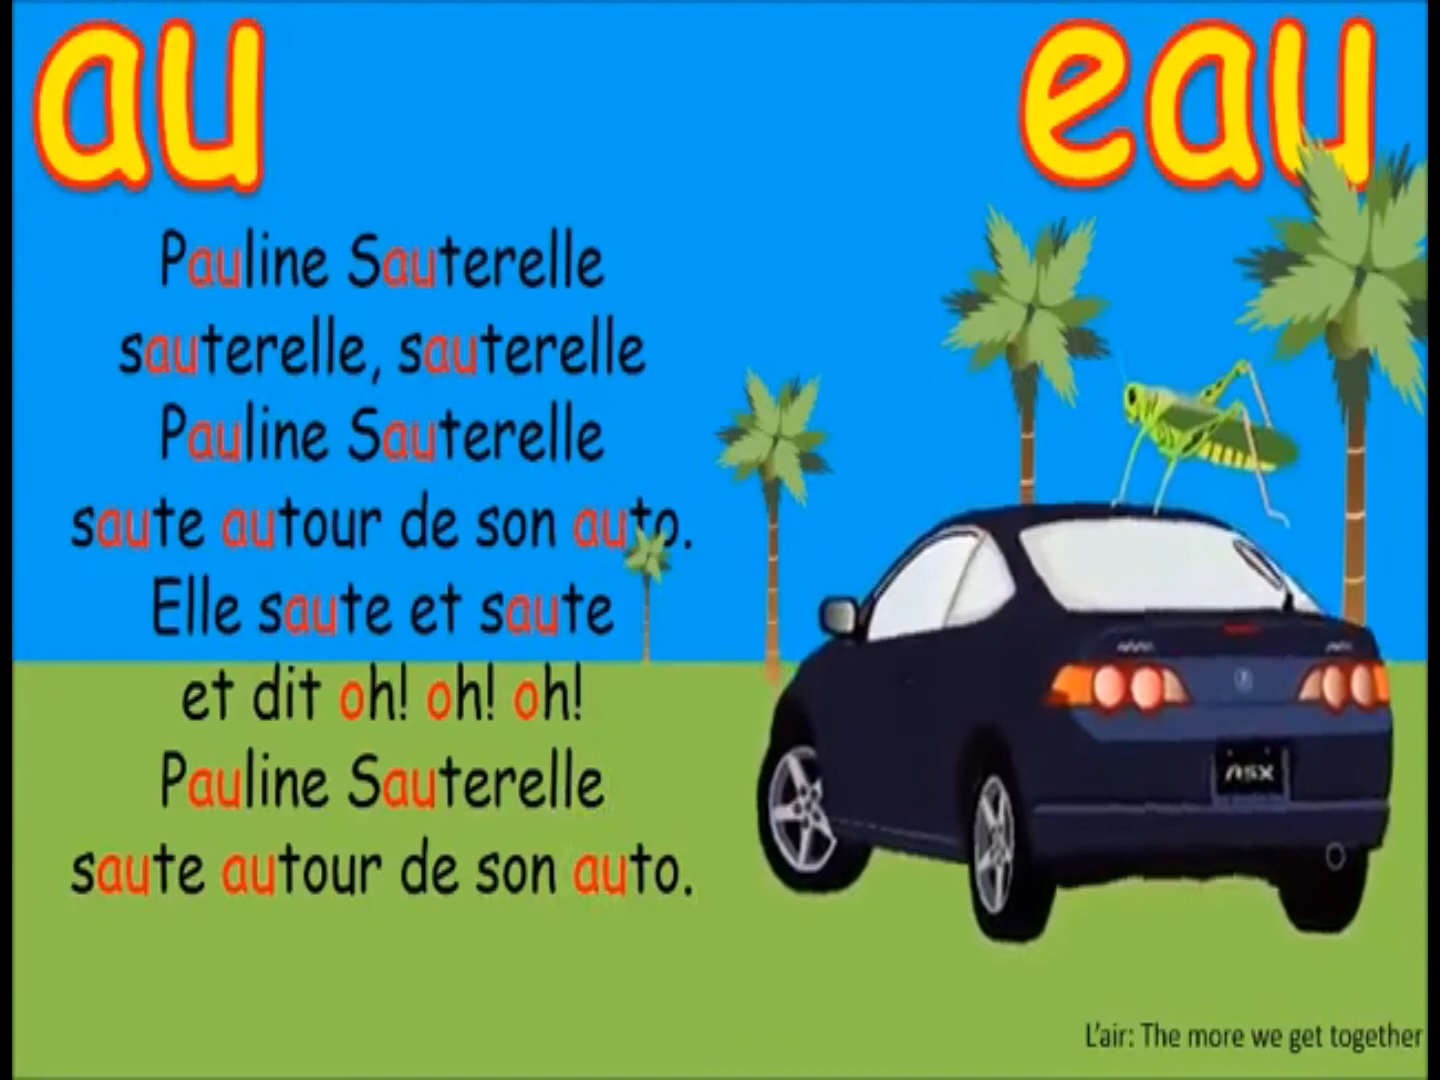 au
eau
Pauline Sauterelle
sauterelle, sauterelle
Pauline Sauterelle
saute autour de son auto.
Elle saute et saute
et dit oh! oh! oh!
Pauline Sauterelle
saute autour de son auto.
L'air: The more we get together